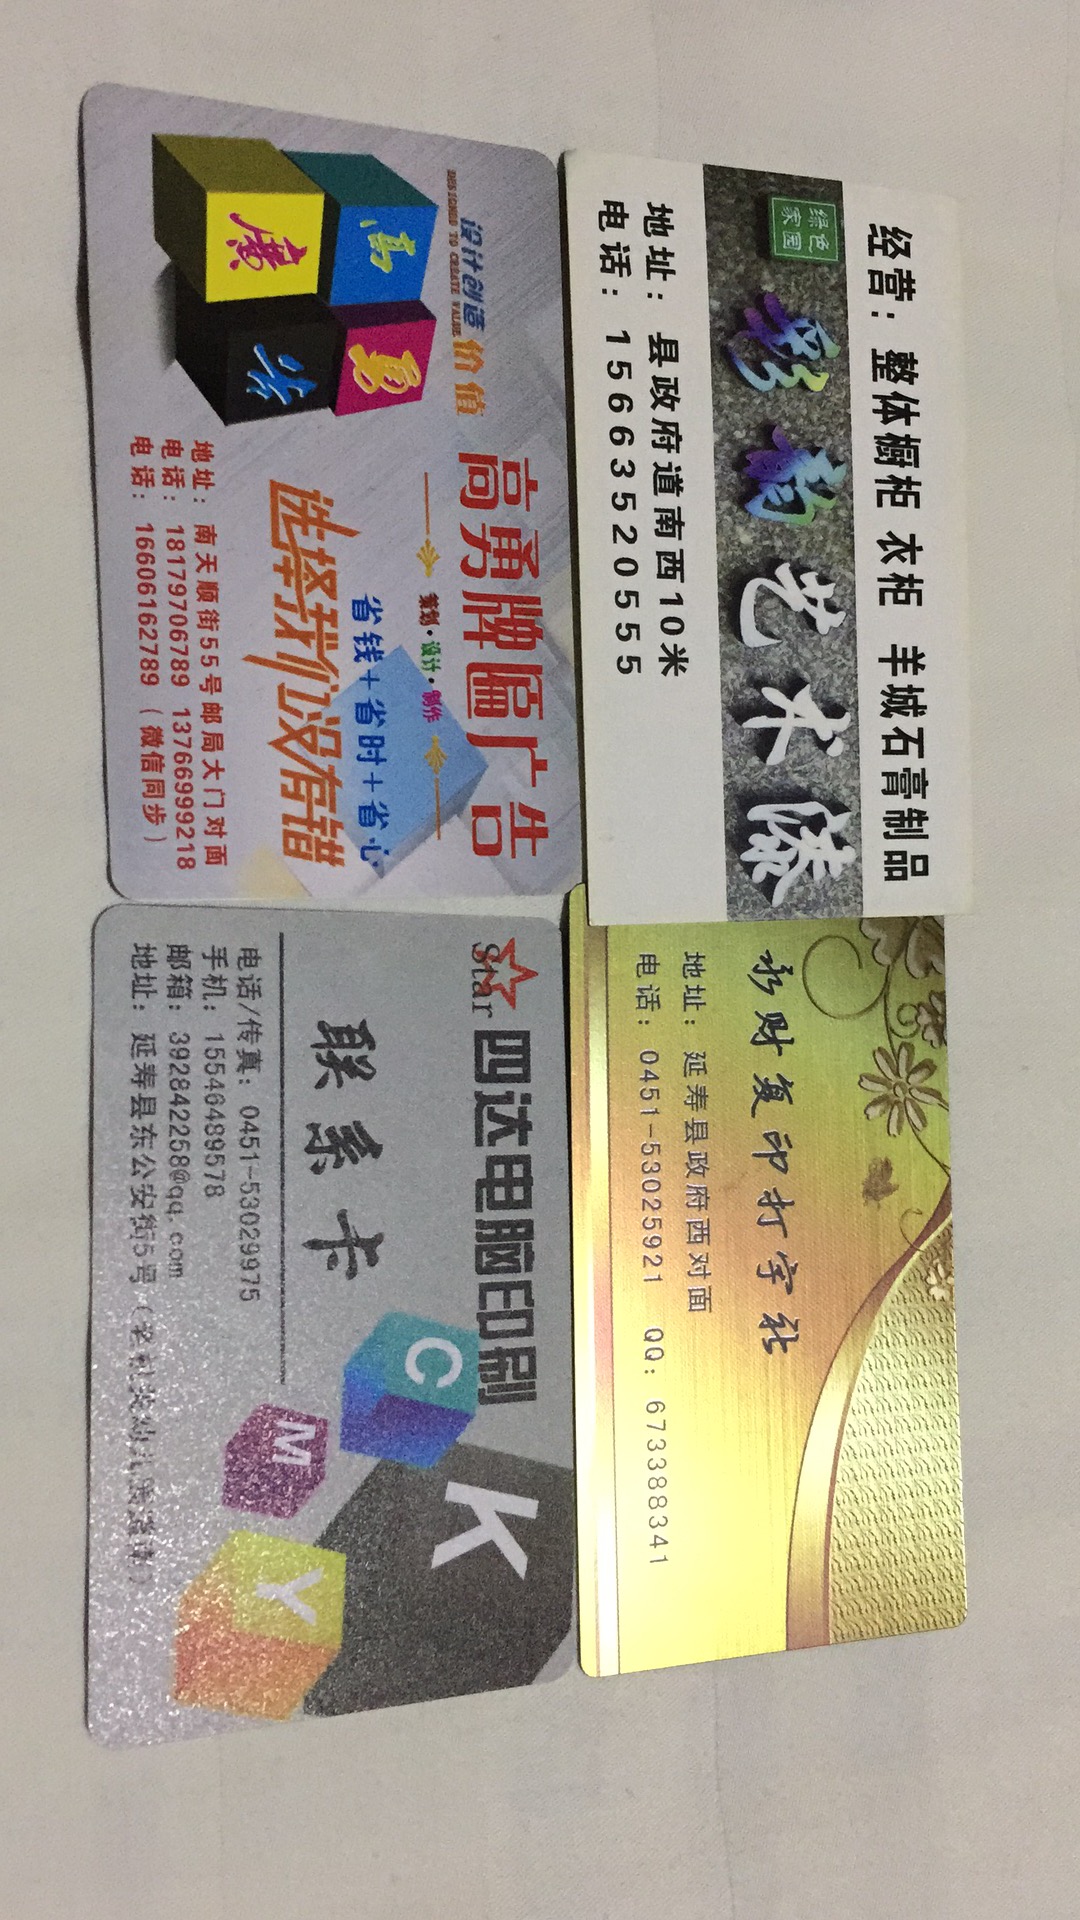 经营：整体橱柜 衣柜 羊城石膏制品
绿色
家园
彩韵艺术漆
地址：县政府道南西10米
电话：15663520555
永财复印打字社
地址：延寿县政府西对面
电话：0451-53025921 QQ：67338341
设计创造价值
DESIGNED TO CREATE VALUE
高勇牌匾广告
策划·设计·制作
高
勇
廣
省钱+省时+省心
选择我们没有错
地址：南天顺街55号邮局大门对面
电话：18179706789 13766999218
电话：16606162789（微信同步）
Star
四达电脑印刷
联系卡
电话/传真：0451-53029975
手机：15546489578
邮箱：392842258@qq.com
地址：延寿县东公安街5号
C
M
Y
K